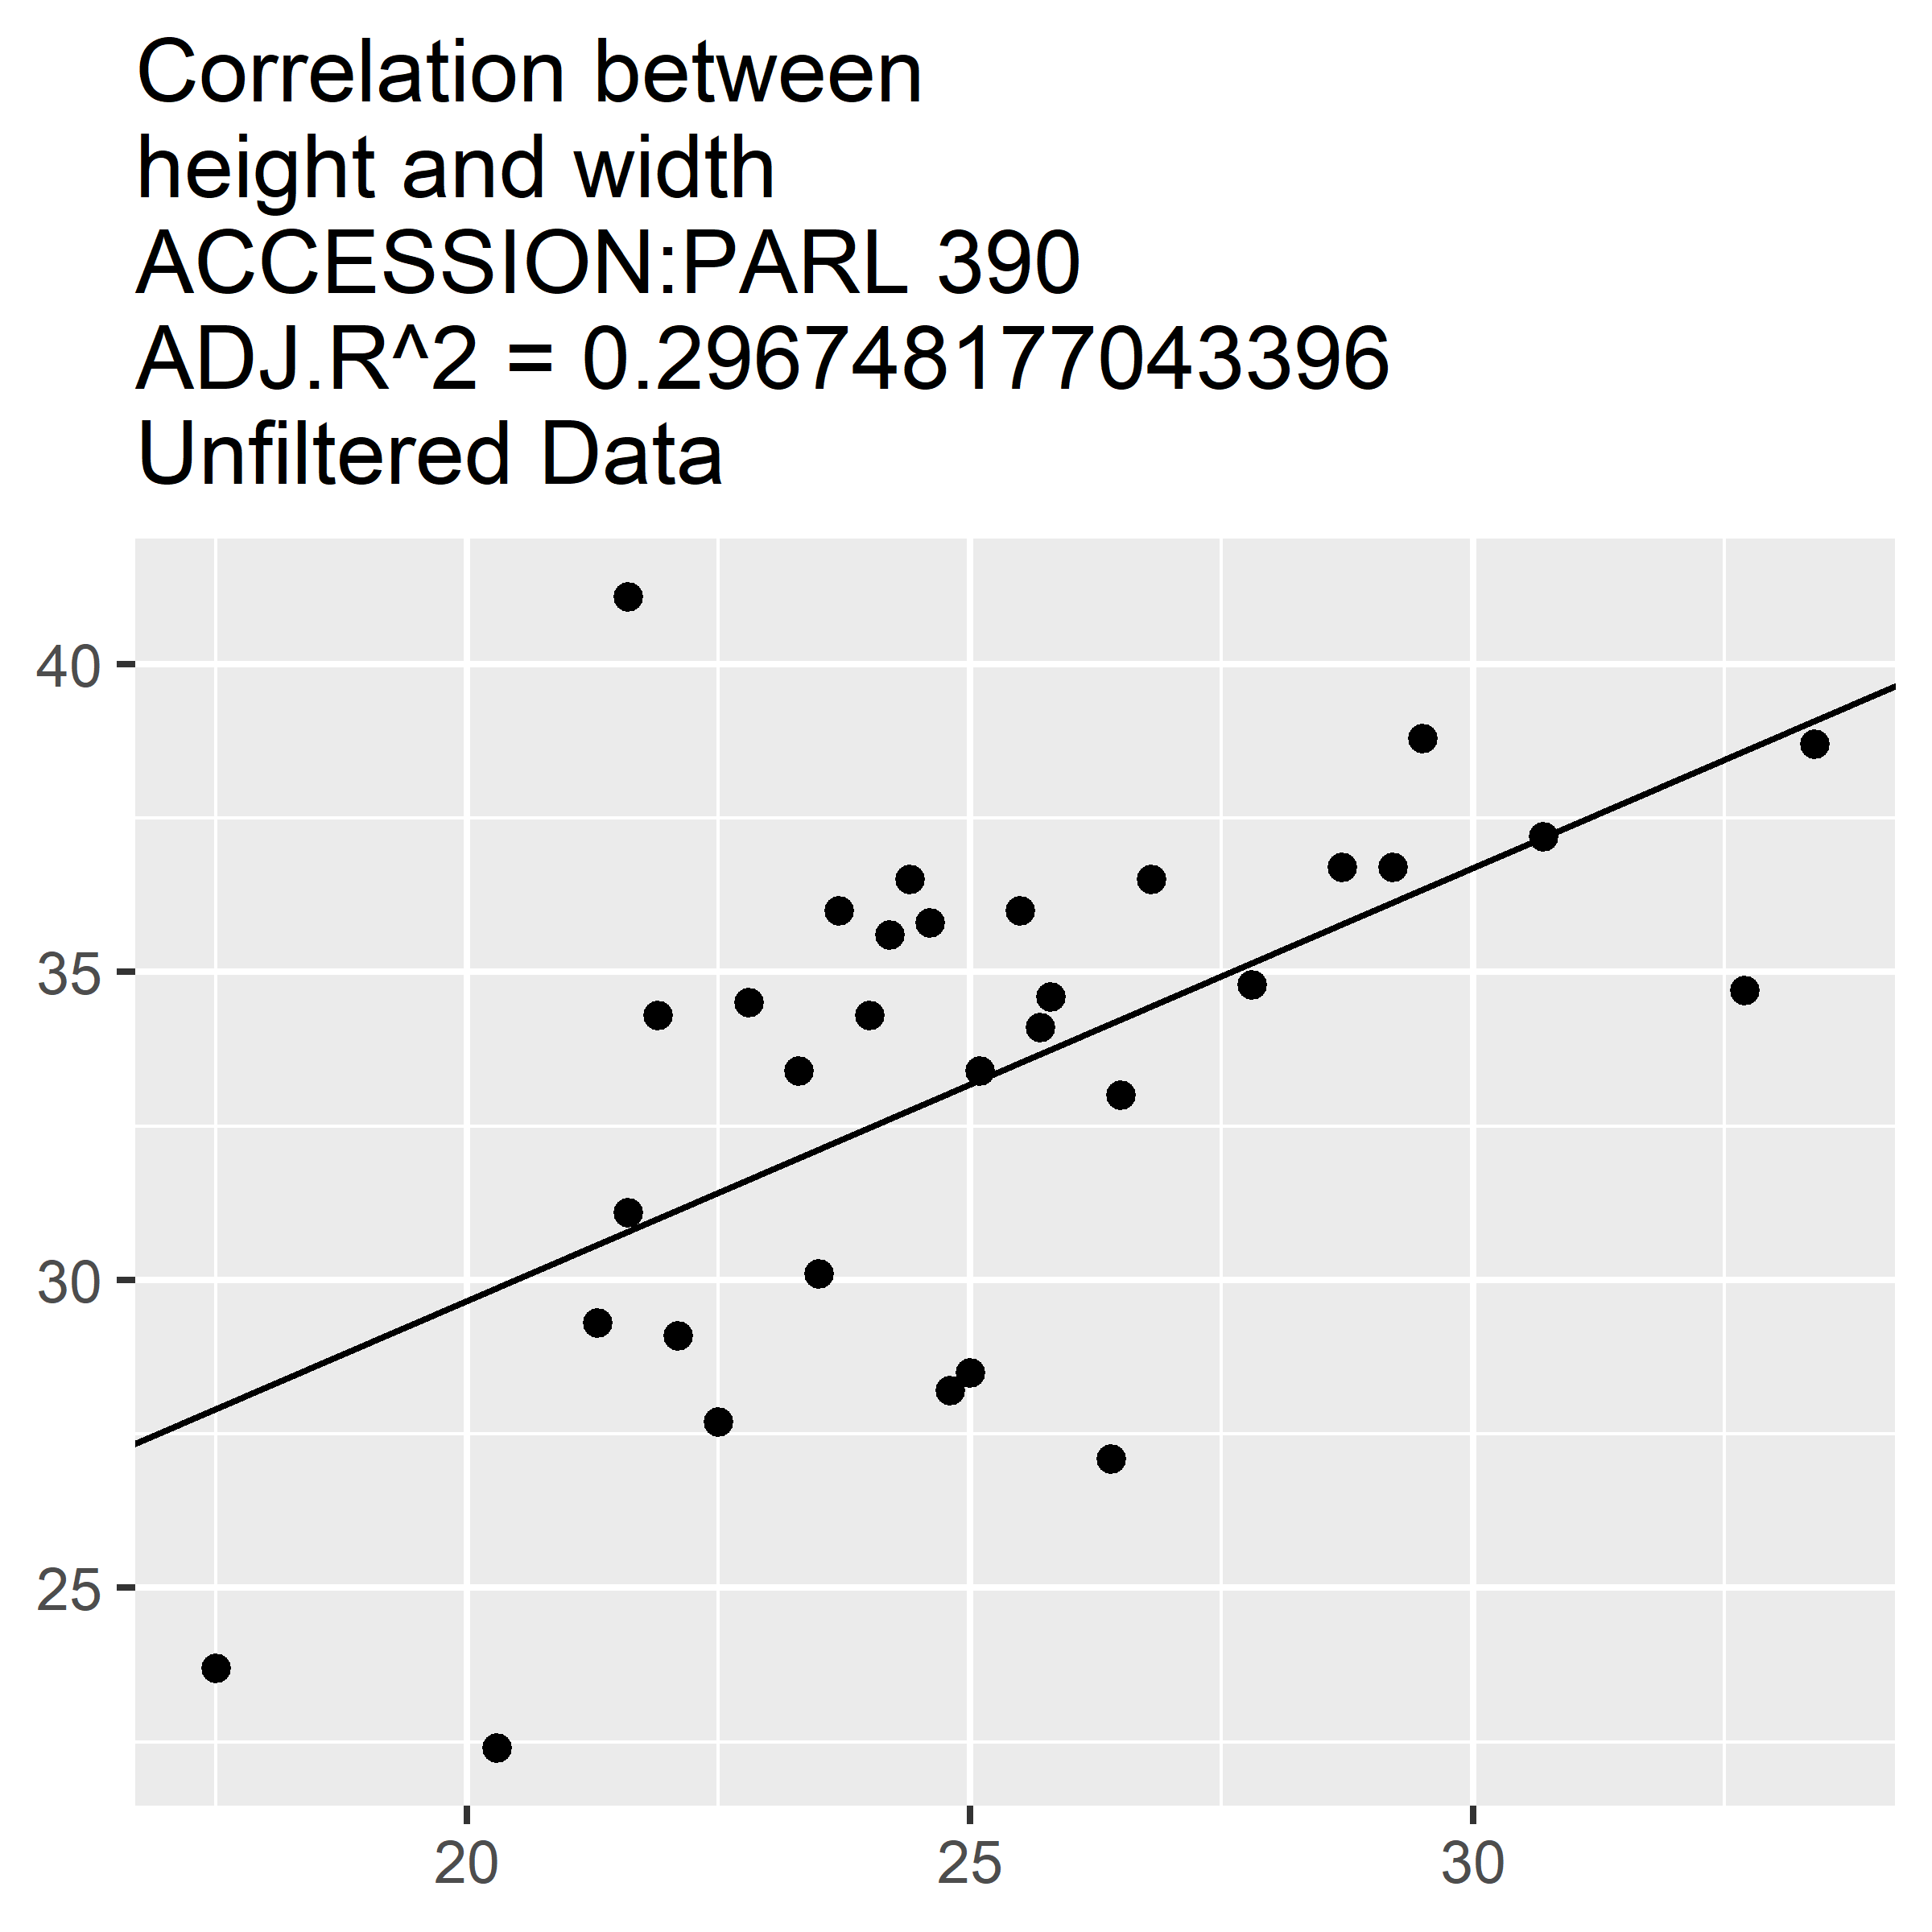 Correlation between
height and width
ACCESSION:PARL 390
ADJ.R^2 = 0.296748177043396
Unfiltered Data
40
35
30
25
20
25
30